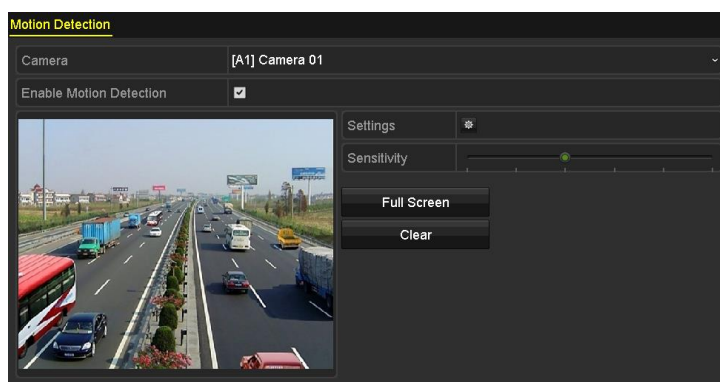 Motion Detection
Camera
[A1] Camera 01
Enable Motion Detection
Settings
Sensitivity
Full Screen
Clear